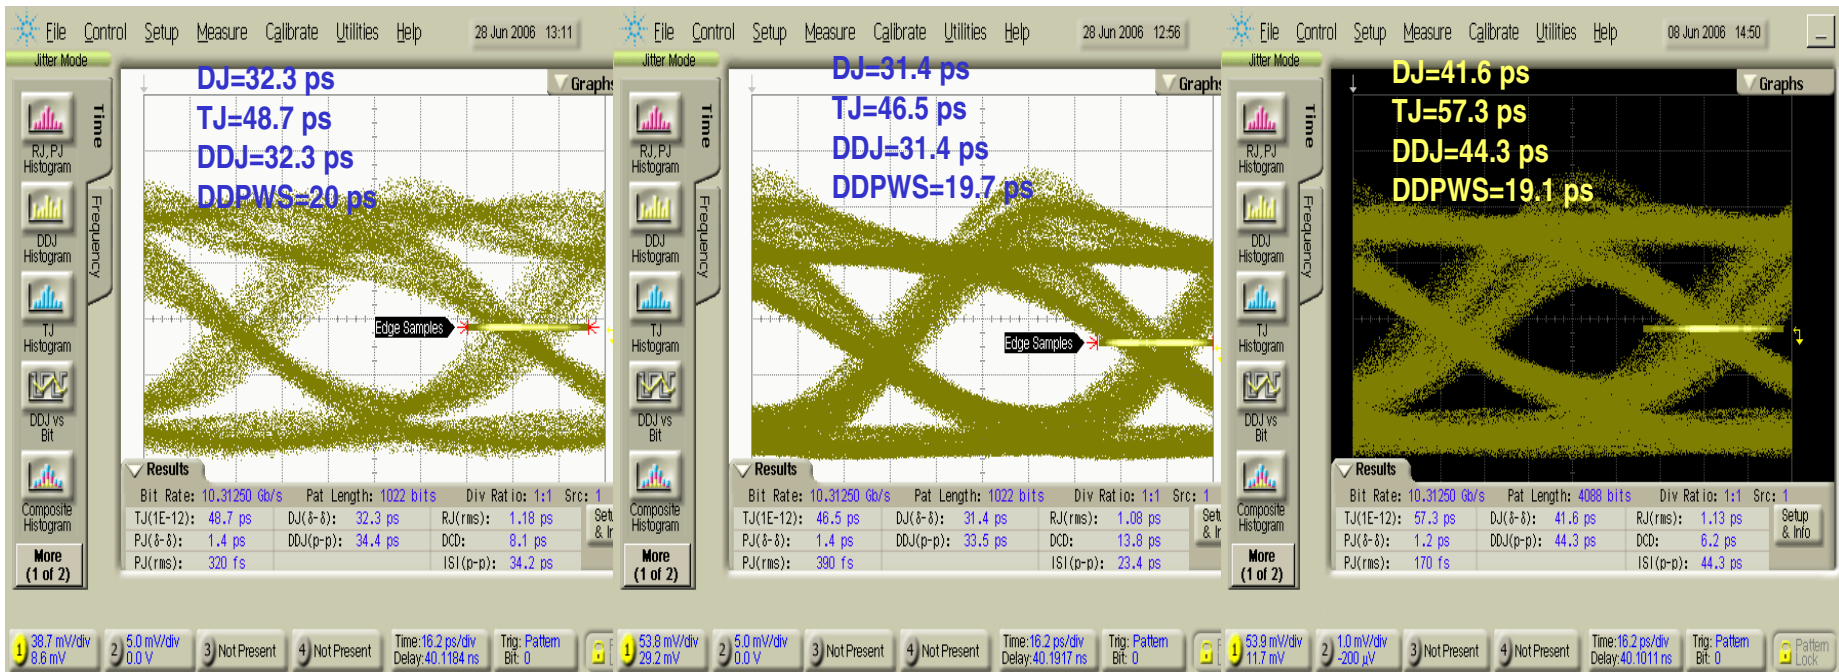 File Control Setup Measure Calibrate Utilities Help 28 Jun 2006 13:11
Jitter Mode
Graphs
DJ=32.3 ps
TJ=48.7 ps
DDJ=32.3 ps
DDPWS=20 ps
Time
Frequency
RJ, PJ
Histogram
DDJ
Histogram
TJ
Histogram
DDJ vs
Bit
Composite
Histogram
More
(1 of 2)
Edge Samples
Results
Bit Rate: 10.31250 Gb/s Pat Length: 1022 bits Div Ratio: 1:1 Src: 1
TJ(1E-12): 48.7 ps DJ(δ-δ): 32.3 ps RJ(rms): 1.18 ps
PJ(δ-δ): 1.4 ps DDJ(p-p): 34.4 ps DCD: 8.1 ps
PJ(rms): 320 fs ISI(p-p): 34.2 ps
1 38.7 mV/div
8.6 mV
2 5.0 mV/div
0.0 V
3 Not Present
4 Not Present
Time:16.2 ps/div
Delay:40.1184 ns
Trig: Pattern
Bit: 0
File Control Setup Measure Calibrate Utilities Help 28 Jun 2006 12:56
Jitter Mode
Graphs
DJ=31.4 ps
TJ=46.5 ps
DDJ=31.4 ps
DDPWS=19.7 ps
Time
Frequency
RJ, PJ
Histogram
DDJ
Histogram
TJ
Histogram
DDJ vs
Bit
Composite
Histogram
More
(1 of 2)
Edge Samples
Results
Bit Rate: 10.31250 Gb/s Pat Length: 1022 bits Div Ratio: 1:1 Src: 1
TJ(1E-12): 46.5 ps DJ(δ-δ): 31.4 ps RJ(rms): 1.08 ps
PJ(δ-δ): 1.4 ps DDJ(p-p): 33.5 ps DCD: 13.8 ps
PJ(rms): 390 fs ISI(p-p): 23.4 ps
1 53.8 mV/div
29.2 mV
2 5.0 mV/div
0.0 V
3 Not Present
4 Not Present
Time:16.2 ps/div
Delay:40.1917 ns
Trig: Pattern
Bit: 0
File Control Setup Measure Calibrate Utilities Help 08 Jun 2006 14:50
Jitter Mode
Graphs
DJ=41.6 ps
TJ=57.3 ps
DDJ=44.3 ps
DDPWS=19.1 ps
Time
Frequency
RJ, PJ
Histogram
DDJ
Histogram
TJ
Histogram
DDJ vs
Bit
Composite
Histogram
More
(1 of 2)
Results
Bit Rate: 10.31250 Gb/s Pat Length: 4088 bits Div Ratio: 1:1 Src: 1
TJ(1E-12): 57.3 ps DJ(δ-δ): 41.6 ps RJ(rms): 1.13 ps
PJ(δ-δ): 1.2 ps DDJ(p-p): 44.3 ps DCD: 6.2 ps
PJ(rms): 170 fs ISI(p-p): 44.3 ps
Setup
& Info
1 53.9 mV/div
11.7 mV
2 1.0 mV/div
-200 µV
3 Not Present
4 Not Present
Time:16.2 ps/div
Delay:40.1011 ns
Trig: Pattern
Bit: 0
Pattern
Lock